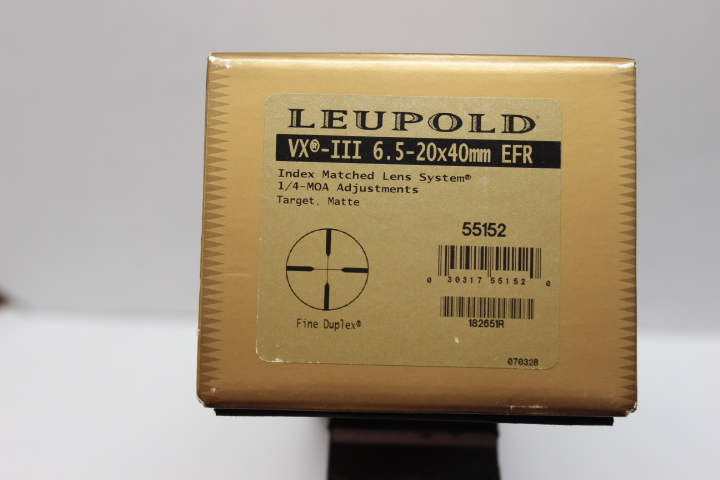 LEUPOLD®
VX®-III 6.5-20x40mm EFR
Index Matched Lens System®
1/4-MOA Adjustments
Target, Matte
55152
0 30317 55152 0
182651R
Fine Duplex®
070328